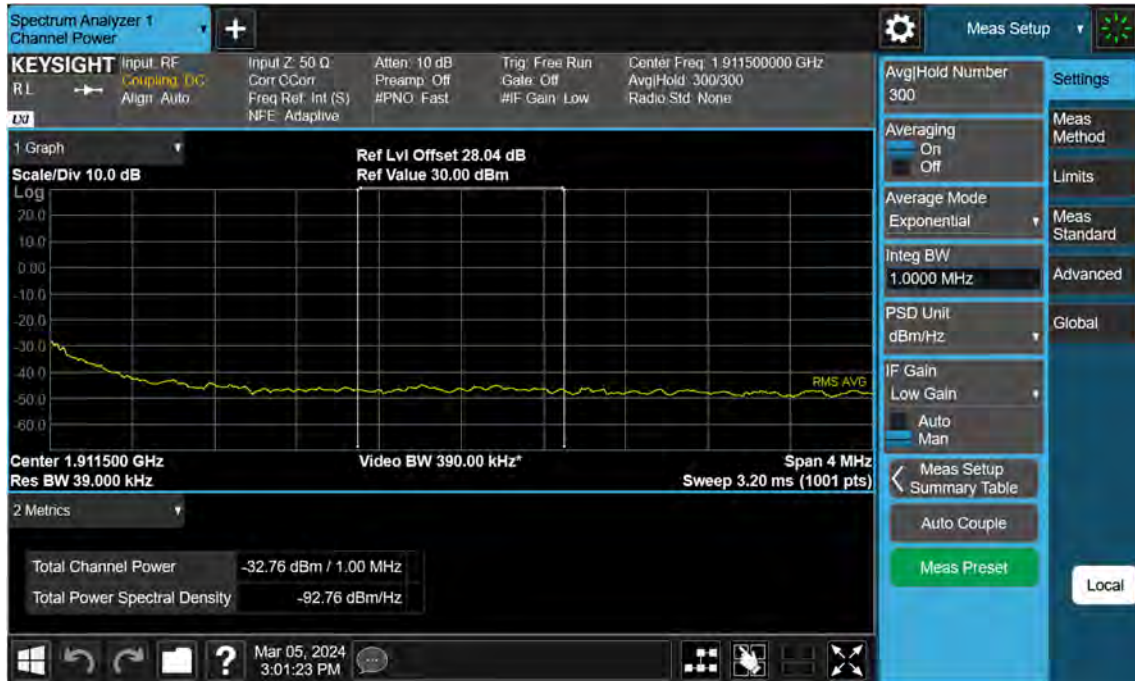 Spectrum Analyzer 1
Channel Power
+
Meas Setup
KEYSIGHT
RL
LXI
Input: RF
Coupling: DC
Align: Auto
Input Z: 50 Ω
Corr CCorr
Freq Ref: Int (S)
NFE: Adaptive
Atten: 10 dB
Preamp: Off
#PNO: Fast
Trig: Free Run
Gate: Off
#IF Gain: Low
Center Freq: 1.911500000 GHz
Avg|Hold: 300/300
Radio Std: None
1 Graph
Scale/Div 10.0 dB
Ref Lvl Offset 28.04 dB
Ref Value 30.00 dBm
Log
20.0
10.0
0.00
-10.0
-20.0
-30.0
-40.0
-50.0
-60.0
RMS AVG
Center 1.911500 GHz
Video BW 390.00 kHz*
Span 4 MHz
Res BW 39.000 kHz
Sweep 3.20 ms (1001 pts)
2 Metrics
Total Channel Power -32.76 dBm / 1.00 MHz
Total Power Spectral Density -92.76 dBm/Hz
?
Mar 05, 2024
3:01:23 PM
Avg|Hold Number
300
Averaging
On
Off
Average Mode
Exponential
Integ BW
1.0000 MHz
PSD Unit
dBm/Hz
IF Gain
Low Gain
Auto
Man
Meas Setup
Summary Table
Auto Couple
Meas Preset
Settings
Meas
Method
Limits
Meas
Standard
Advanced
Global
Local